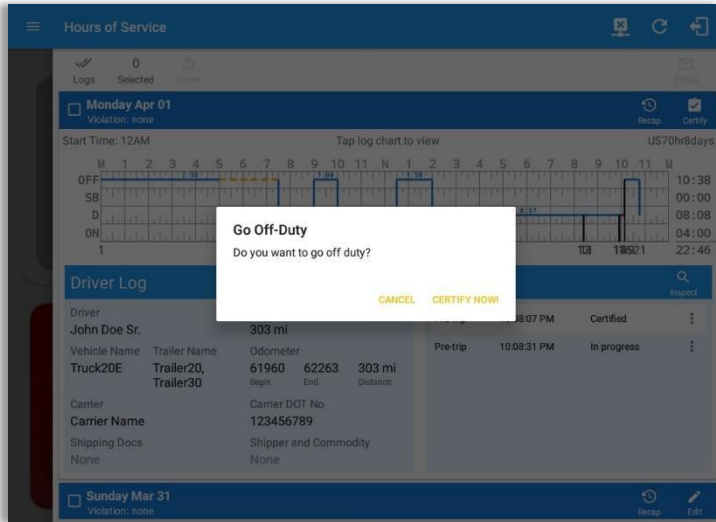 Hours of Service
Logs
0
Selected
Email
Monday Apr 01
Violation: none
Recap
Certify
Start Time: 12AM
Tap log chart to view
US70hr8days
M 1 2 3 4 5 6 7 8 9 10 11 N 1 2 3 4 5 6 7 8 9 10 11 M
OFF 10:38
SB 00:00
D 08:08
ON 04:00
22:46
Go Off-Duty
Do you want to go off duty?
CANCEL
CERTIFY NOW!
Driver Log
Inspect
Driver
John Doe Sr.
303 mi
Vehicle Name
Trailer Name
Odometer
Truck20E
Trailer20,
Trailer30
61960
62263
303 mi
Begin
End
Distance
Carrier
Carrier Name
Carrier DOT No
123456789
Shipping Docs
None
Shipper and Commodity
None
8:07 PM
Certified
Pre-trip
10:08:31 PM
In progress
Sunday Mar 31
Violation: none
Recap
Edit